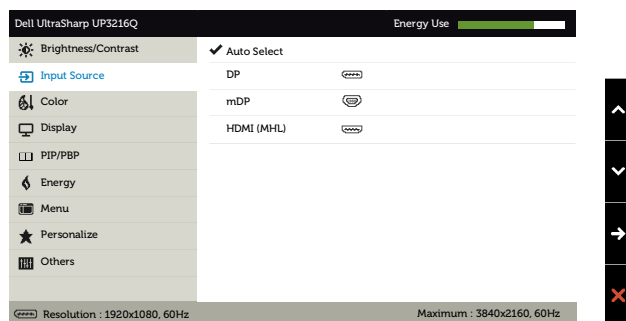 Dell UltraSharp UP3216Q Energy Use
Brightness/Contrast
Auto Select
Input Source
DP
Color
mDP
Display
HDMI (MHL)
PIP/PBP
Energy
Menu
Personalize
Others
Resolution : 1920x1080, 60Hz Maximum : 3840x2160, 60Hz